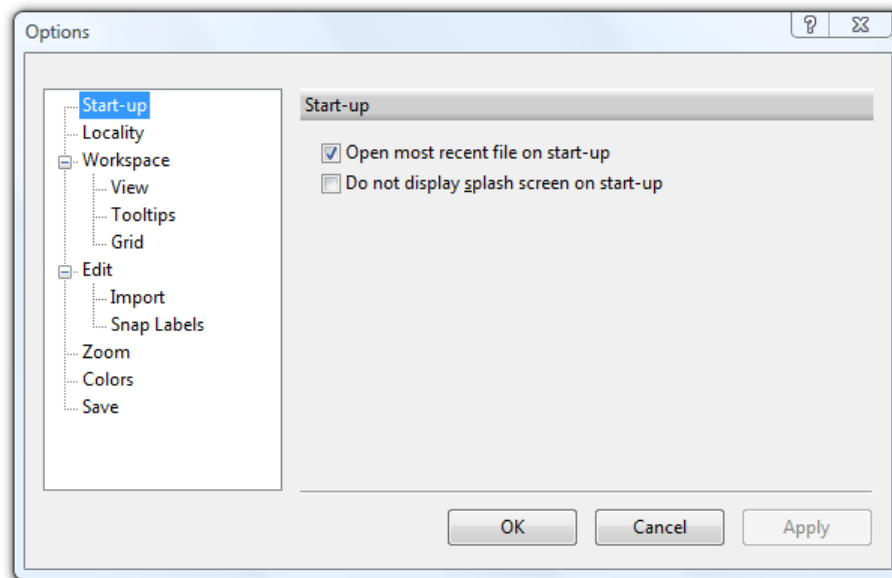 Options
Start-up
Locality
Workspace
View
Tooltips
Grid
Edit
Import
Snap Labels
Zoom
Colors
Save
Start-up
Open most recent file on start-up
Do not display splash screen on start-up
OK Cancel Apply